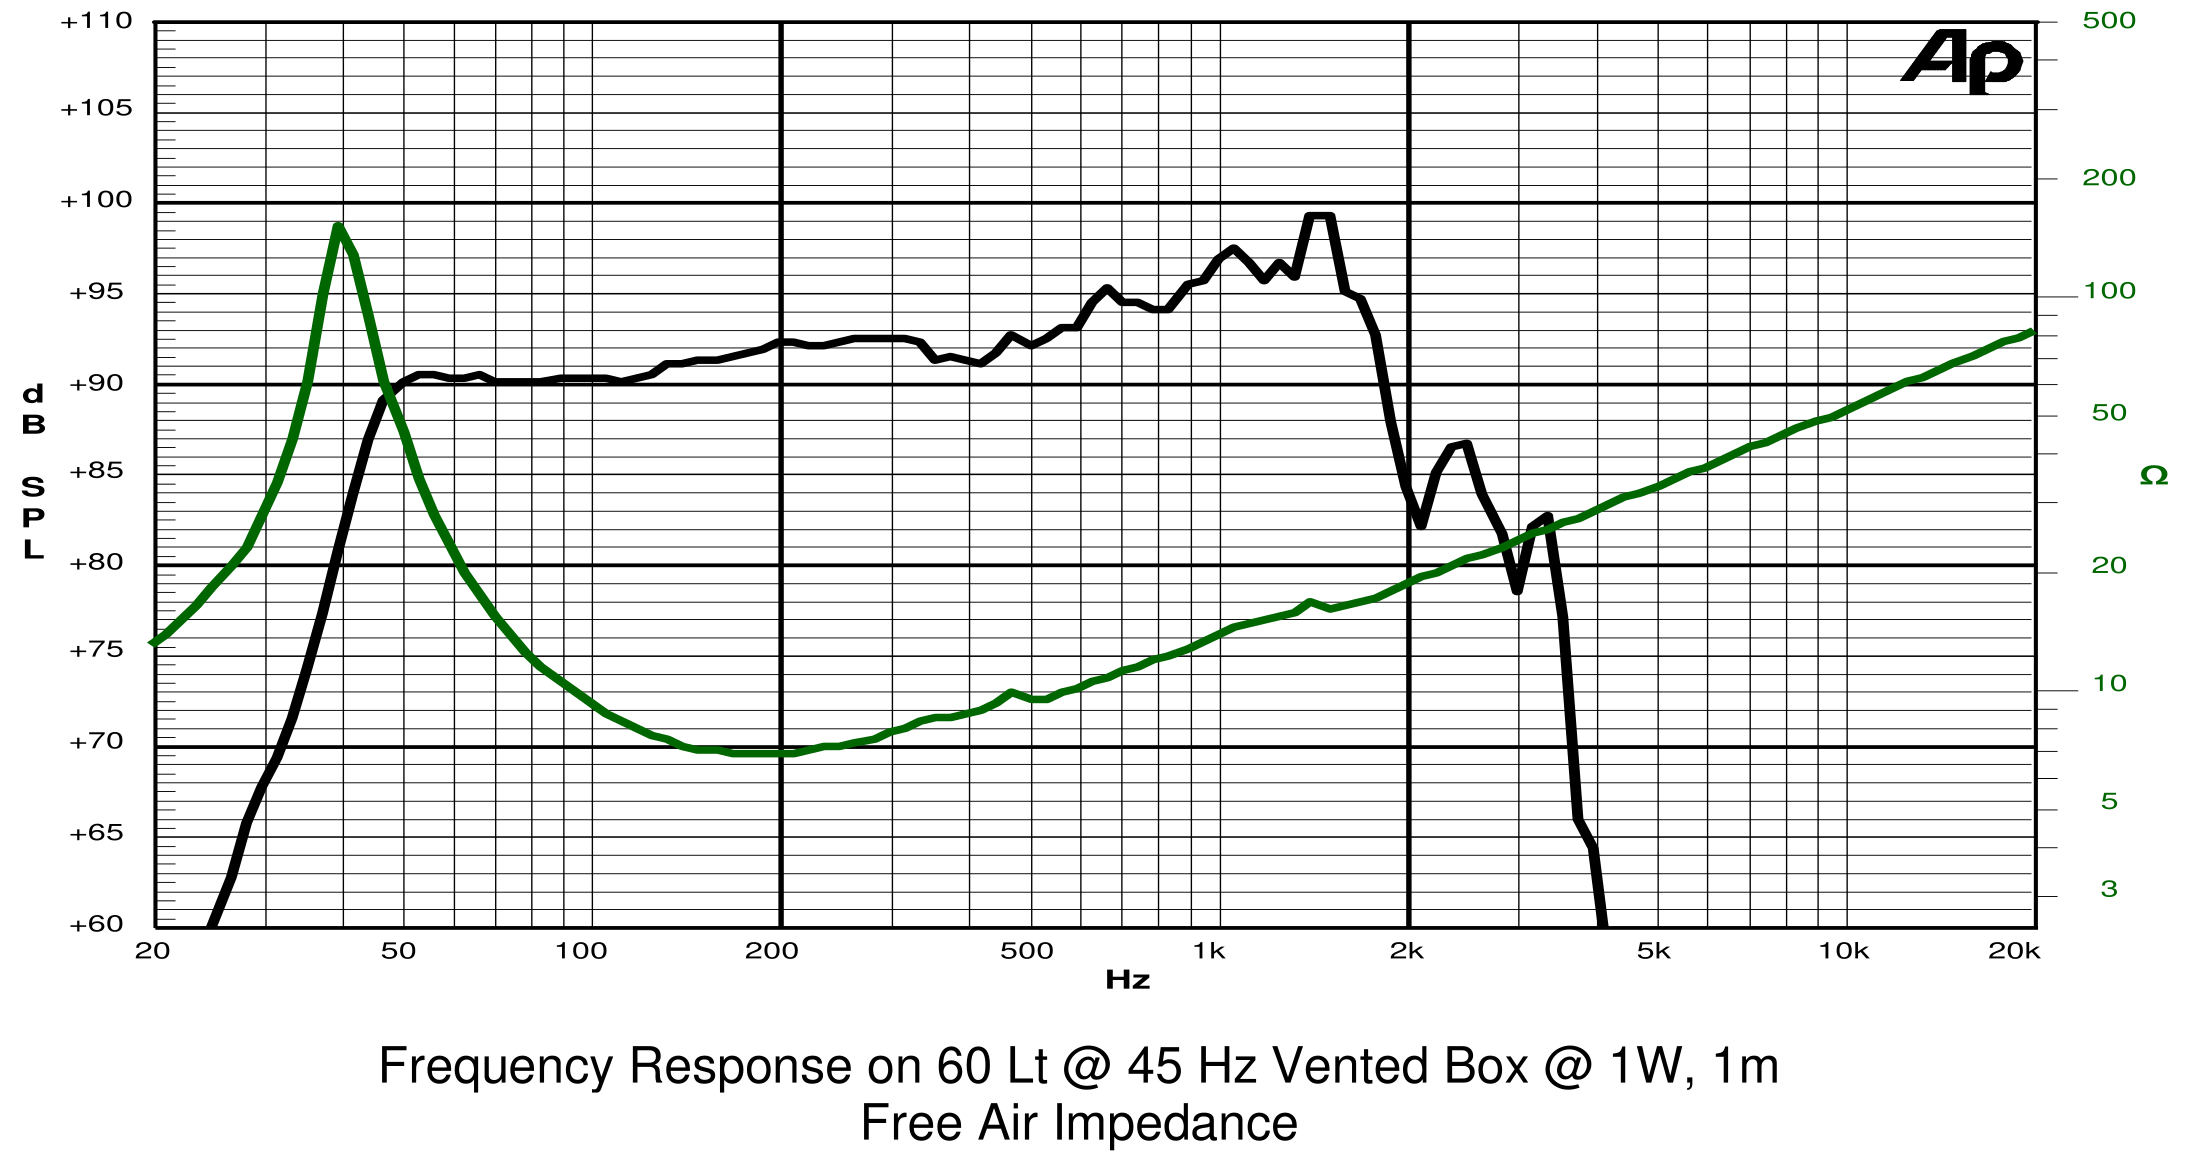 +110
+105
+100
+95
+90
+85
+80
+75
+70
+65
+60
dB SPL
500
200
100
50
20
10
5
3
Ω
Ap
20 50 100 200 500 1k 2k 5k 10k 20k
Hz
Frequency Response on 60 Lt @ 45 Hz Vented Box @ 1W, 1m
Free Air Impedance